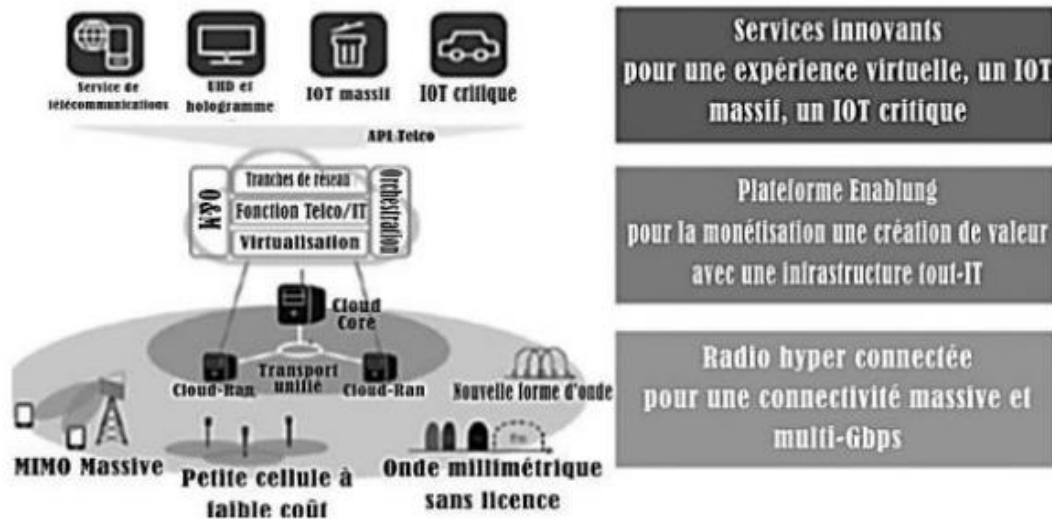 Service de
télécommunications
UHD et
hologramme
IOT massif
IOT critique
API Telco
O&M
Tranches de réseau
Fonction Telco/IT
Virtualisation
Orchestration
Cloud
Core
Cloud-Ran
Transport
unifié
Cloud-Ran
Nouvelle forme d'onde
MIMO Massive
Petite cellule à
faible coût
Onde millimétrique
sans licence
Services innovants
pour une expérience virtuelle, un IOT
massif, un IOT critique
Plateforme Enablung
pour la monétisation une création de valeur
avec une infrastructure tout-IT
Radio hyper connectée
pour une connectivité massive et
multi-Gbps